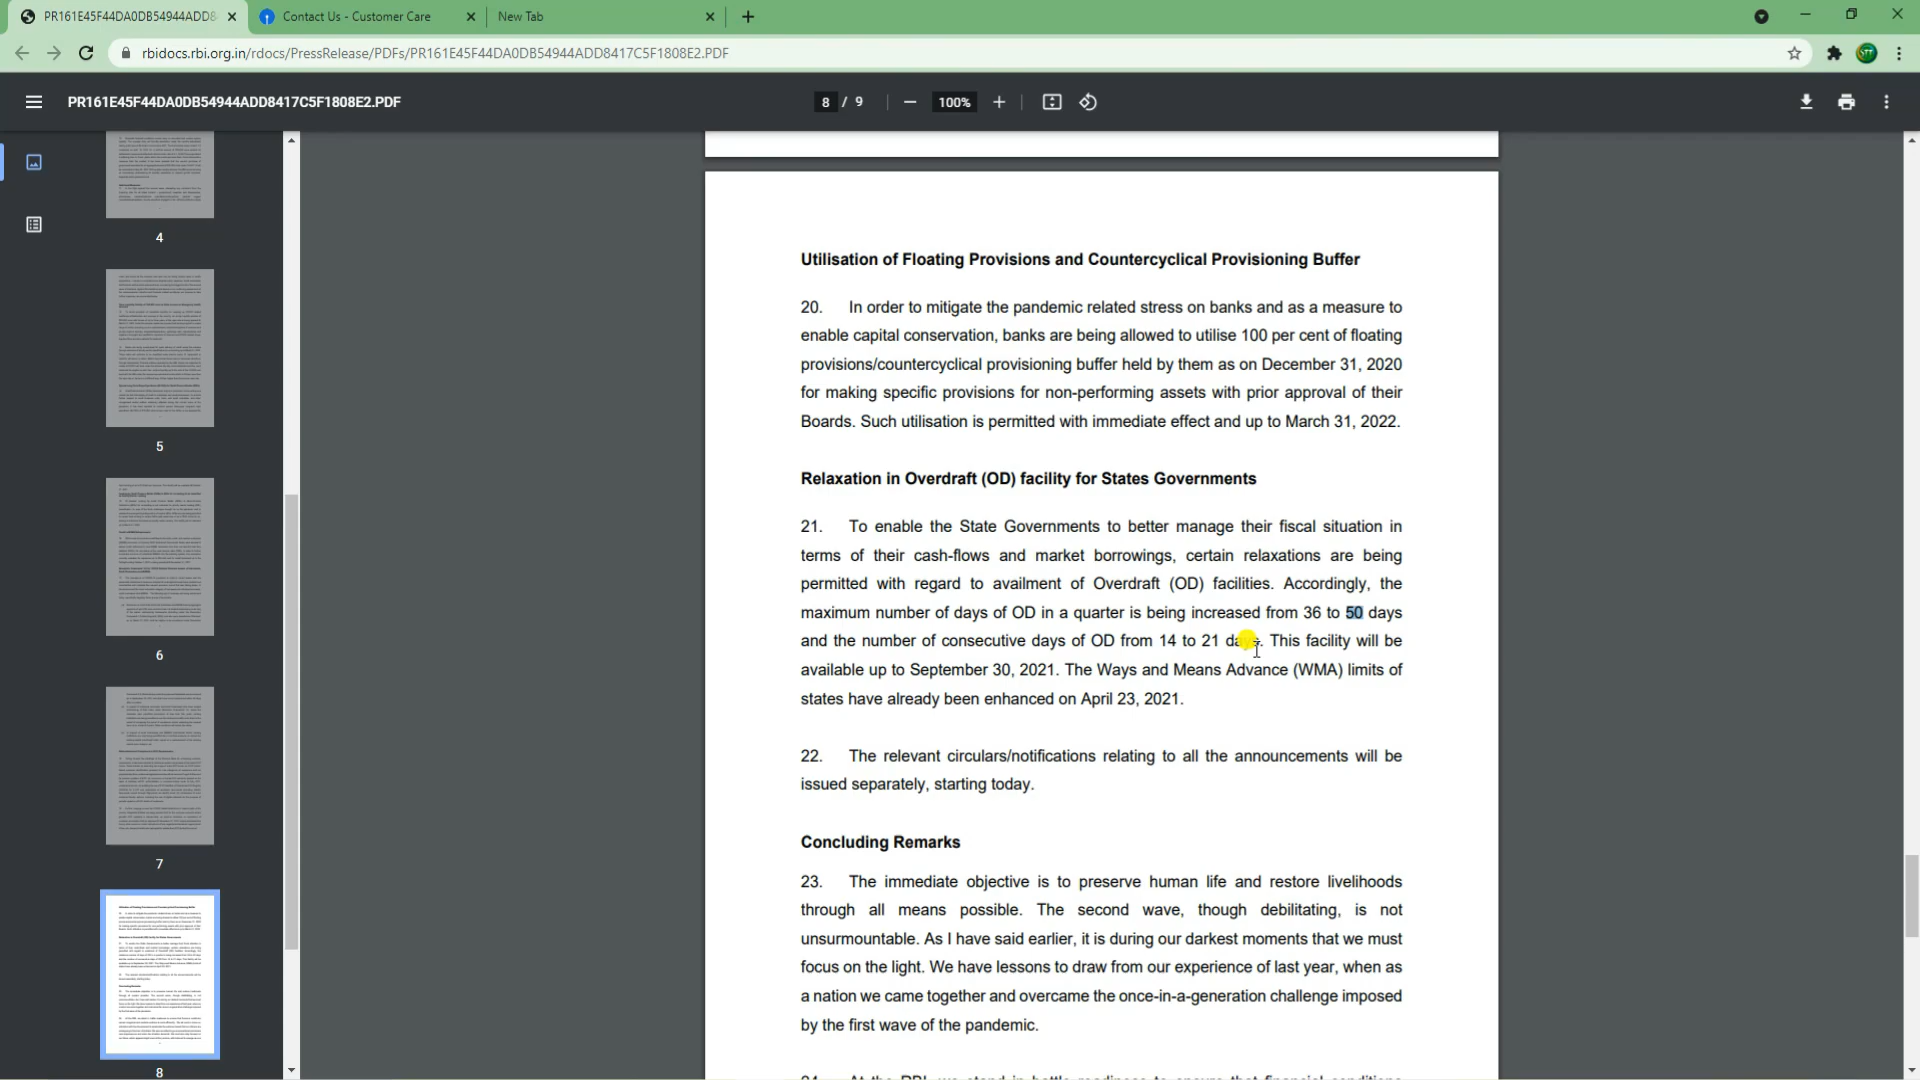 PR161E45F44DA0DB54944ADD8
Contact Us - Customer Care
New Tab
rbidocs.rbi.org.in/rdocs/PressRelease/PDFs/PR161E45F44DA0DB54944ADD8417C5F1808E2.PDF
PR161E45F44DA0DB54944ADD8417C5F1808E2.PDF
8 / 9
100%
4
5
6
7
8
Utilisation of Floating Provisions and Countercyclical Provisioning Buffer
20. In order to mitigate the pandemic related stress on banks and as a measure to
enable capital conservation, banks are being allowed to utilise 100 per cent of floating
provisions/countercyclical provisioning buffer held by them as on December 31, 2020
for making specific provisions for non-performing assets with prior approval of their
Boards. Such utilisation is permitted with immediate effect and up to March 31, 2022.
Relaxation in Overdraft (OD) facility for States Governments
21. To enable the State Governments to better manage their fiscal situation in
terms of their cash-flows and market borrowings, certain relaxations are being
permitted with regard to availment of Overdraft (OD) facilities. Accordingly, the
maximum number of days of OD in a quarter is being increased from 36 to 50 days
and the number of consecutive days of OD from 14 to 21 days. This facility will be
available up to September 30, 2021. The Ways and Means Advance (WMA) limits of
states have already been enhanced on April 23, 2021.
22. The relevant circulars/notifications relating to all the announcements will be
issued separately, starting today.
Concluding Remarks
23. The immediate objective is to preserve human life and restore livelihoods
through all means possible. The second wave, though debilitating, is not
unsurmountable. As I have said earlier, it is during our darkest moments that we must
focus on the light. We have lessons to draw from our experience of last year, when as
a nation we came together and overcame the once-in-a-generation challenge imposed
by the first wave of the pandemic.
24. At the RBI, we stand in battle readiness to ensure that financial conditions